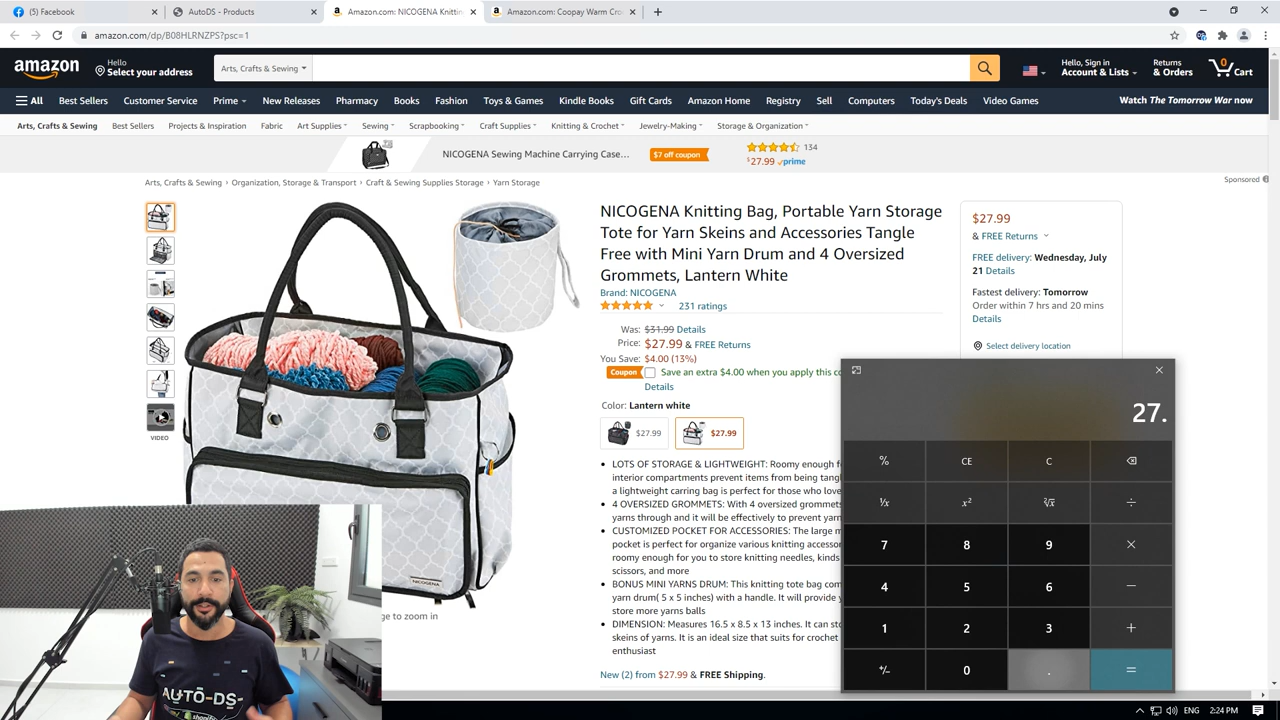 (5) Facebook
AutoDS - Products
Amazon.com: NICOGENA Knittin
Amazon.com: Coopay Warm Cro
amazon.com/dp/B08HLRNZPS?psc=1
amazon
Hello
Select your address
Arts, Crafts & Sewing
Hello, Sign in
Account & Lists
Returns
& Orders
0
Cart
All
Best Sellers
Customer Service
Prime
New Releases
Pharmacy
Books
Fashion
Toys & Games
Kindle Books
Gift Cards
Amazon Home
Registry
Sell
Computers
Today's Deals
Video Games
Watch The Tomorrow War now
Arts, Crafts & Sewing
Best Sellers
Projects & Inspiration
Fabric
Art Supplies
Sewing
Scrapbooking
Craft Supplies
Knitting & Crochet
Jewelry-Making
Storage & Organization
NICOGENA Sewing Machine Carrying Case...
$7 off coupon
134
$27.99 prime
Sponsored
Arts, Crafts & Sewing › Organization, Storage & Transport › Craft & Sewing Supplies Storage › Yarn Storage
NICOGENA Knitting Bag, Portable Yarn Storage
Tote for Yarn Skeins and Accessories Tangle
Free with Mini Yarn Drum and 4 Oversized
Grommets, Lantern White
Brand: NICOGENA
231 ratings
Was: $31.99 Details
Price: $27.99 & FREE Returns
You Save: $4.00 (13%)
Coupon Save an extra $4.00 when you apply this co
Details
Color: Lantern white
$27.99
$27.99
• LOTS OF STORAGE & LIGHTWEIGHT: Roomy enough f
interior compartments prevent items from being tang
a lightweight carring bag is perfect for those who love
• 4 OVERSIZED GROMMETS: With 4 oversized grommets
yarns through and it will be effectively to prevent yarn
• CUSTOMIZED POCKET FOR ACCESSORIES: The large m
pocket is perfect for organize various knitting accesso
roomy enough for you to store knitting needles, kinds
scissors, and more
• BONUS MINI YARNS DRUM: This knitting tote bag com
yarn drum( 5 x 5 inches) with a handle. It will provide y
store more yarns balls
• DIMENSION: Measures 16.5 x 8.5 x 13 inches. It can sto
skeins of yarns. It is an ideal size that suits for crochet
enthusiast
New (2) from $27.99 & FREE Shipping.
$27.99
& FREE Returns
FREE delivery: Wednesday, July
21 Details
Fastest delivery: Tomorrow
Order within 7 hrs and 20 mins
Details
Select delivery location
VIDEO
NICOGENA
ge to zoom in
27.
% CE C
¹/x x² ²√x ÷
7 8 9 ×
4 5 6 −
1 2 3 +
+/- 0 . =
AUTO-DS
shopif
ENG
2:24 PM